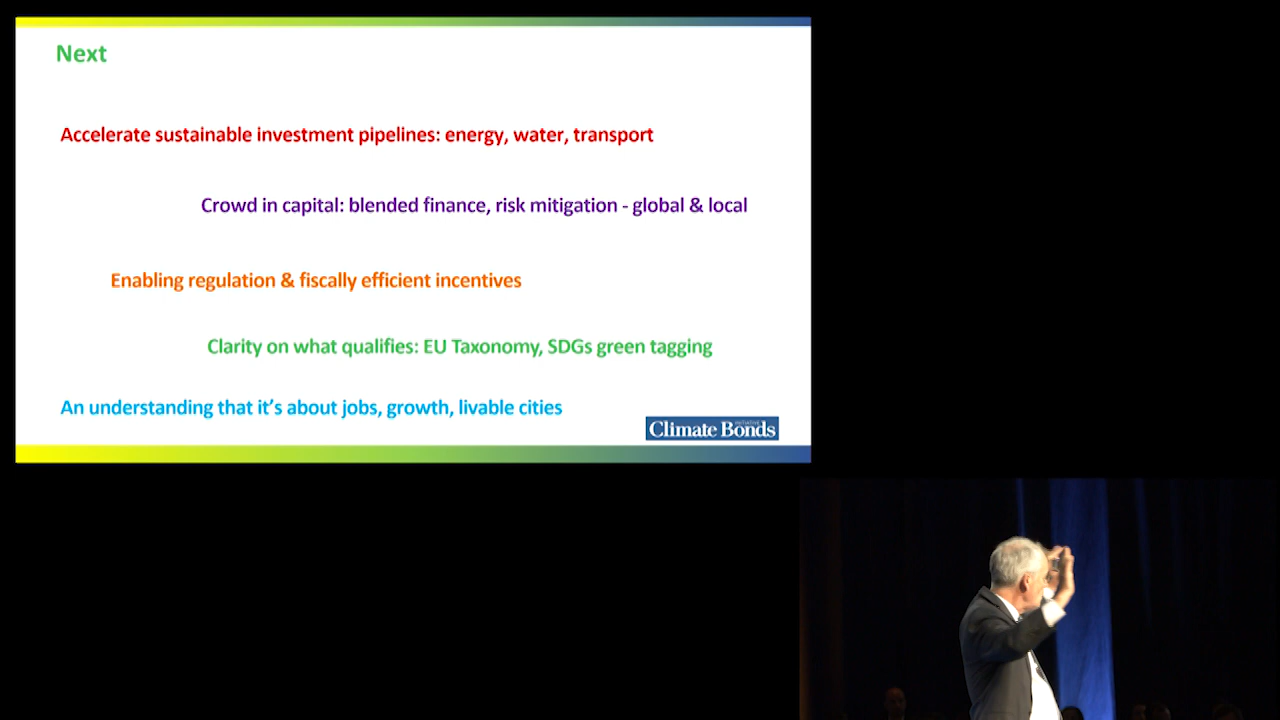 Next
Accelerate sustainable investment pipelines: energy, water, transport
Crowd in capital: blended finance, risk mitigation - global & local
Enabling regulation & fiscally efficient incentives
Clarity on what qualifies: EU Taxonomy, SDGs green tagging
An understanding that it's about jobs, growth, livable cities
Climate Bonds